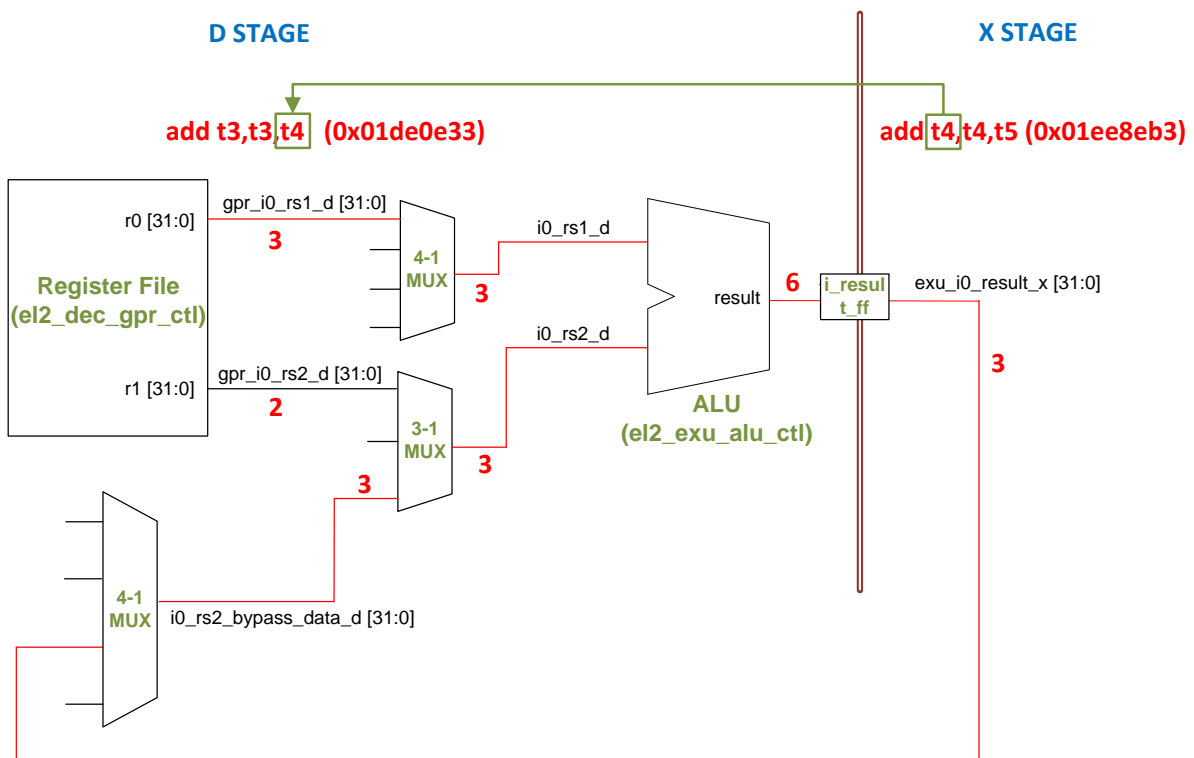 D STAGE
X STAGE
add t3,t3,t4 (0x01de0e33)
add t4,t4,t5 (0x01ee8eb3)
r0 [31:0]
gpr_i0_rs1_d [31:0]
3
Register File
(el2_dec_gpr_ctl)
4-1
MUX
3
i0_rs1_d
r1 [31:0]
gpr_i0_rs2_d [31:0]
2
3-1
MUX
3
3
i0_rs2_d
result
ALU
(el2_exu_alu_ctl)
6
i_resul
t_ff
exu_i0_result_x [31:0]
3
4-1
MUX
i0_rs2_bypass_data_d [31:0]